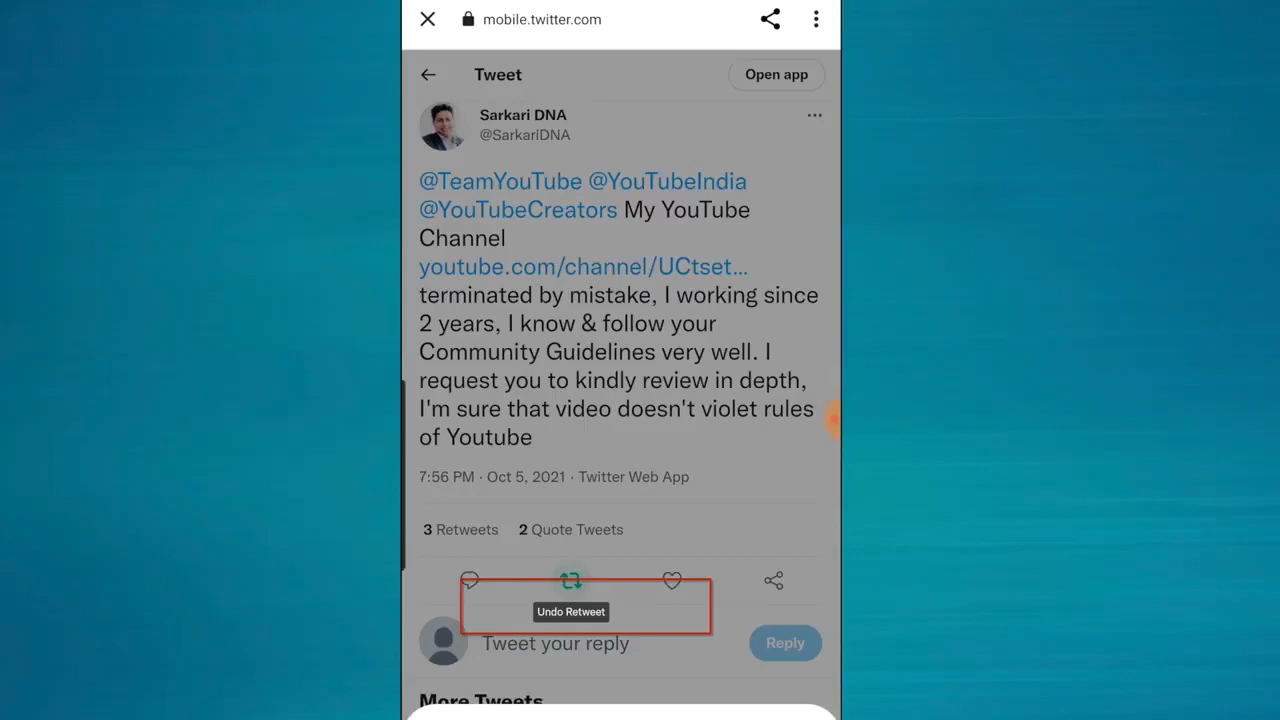 mobile.twitter.com
Tweet
Open app
Sarkari DNA
@SarkariDNA
@TeamYouTube @YouTubeIndia
@YouTubeCreators My YouTube
Channel
youtube.com/channel/UCtset...
terminated by mistake, I working since
2 years, I know & follow your
Community Guidelines very well. I
request you to kindly review in depth,
I'm sure that video doesn't violet rules
of Youtube
7:56 PM · Oct 5, 2021 · Twitter Web App
3 Retweets 2 Quote Tweets
Undo Retweet
Tweet your reply
Reply
More Tweets